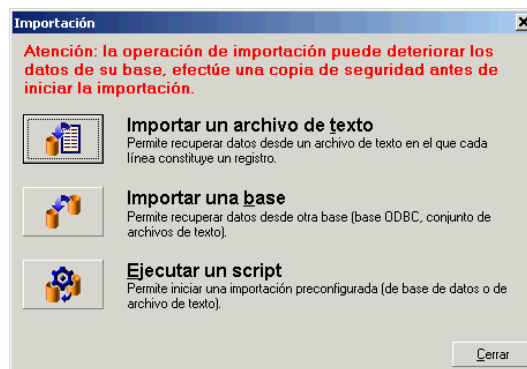 Importación
Atención: la operación de importación puede deteriorar los
datos de su base, efectúe una copia de seguridad antes de
iniciar la importación.
Importar un archivo de texto
Permite recuperar datos desde un archivo de texto en el que cada
línea constituye un registro.
Importar una base
Permite recuperar datos desde otra base (base ODBC, conjunto de
archivos de texto).
Ejecutar un script
Permite iniciar una importación preconfigurada (de base de datos o de
archivo de texto).
Cerrar